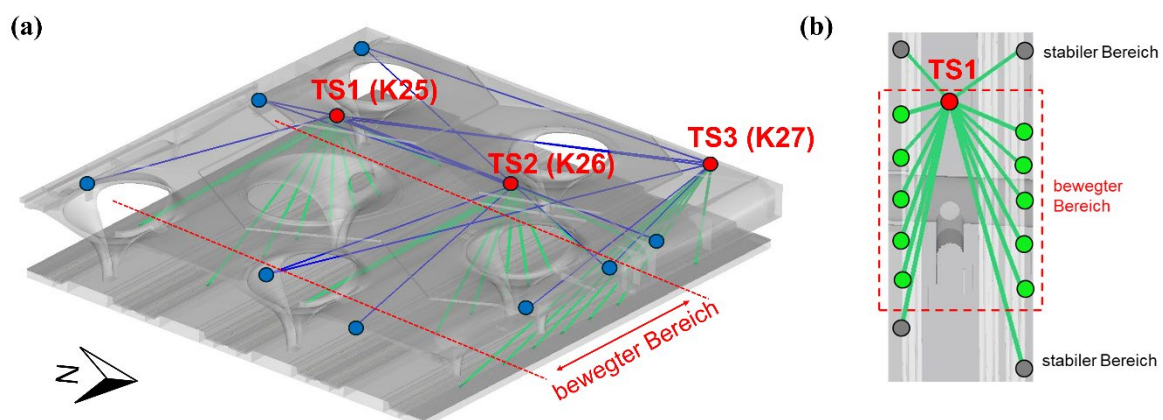 (a)
TS1 (K25)
TS2 (K26)
TS3 (K27)
bewegter Bereich
N
(b)
stabiler Bereich
TS1
bewegter
Bereich
stabiler Bereich